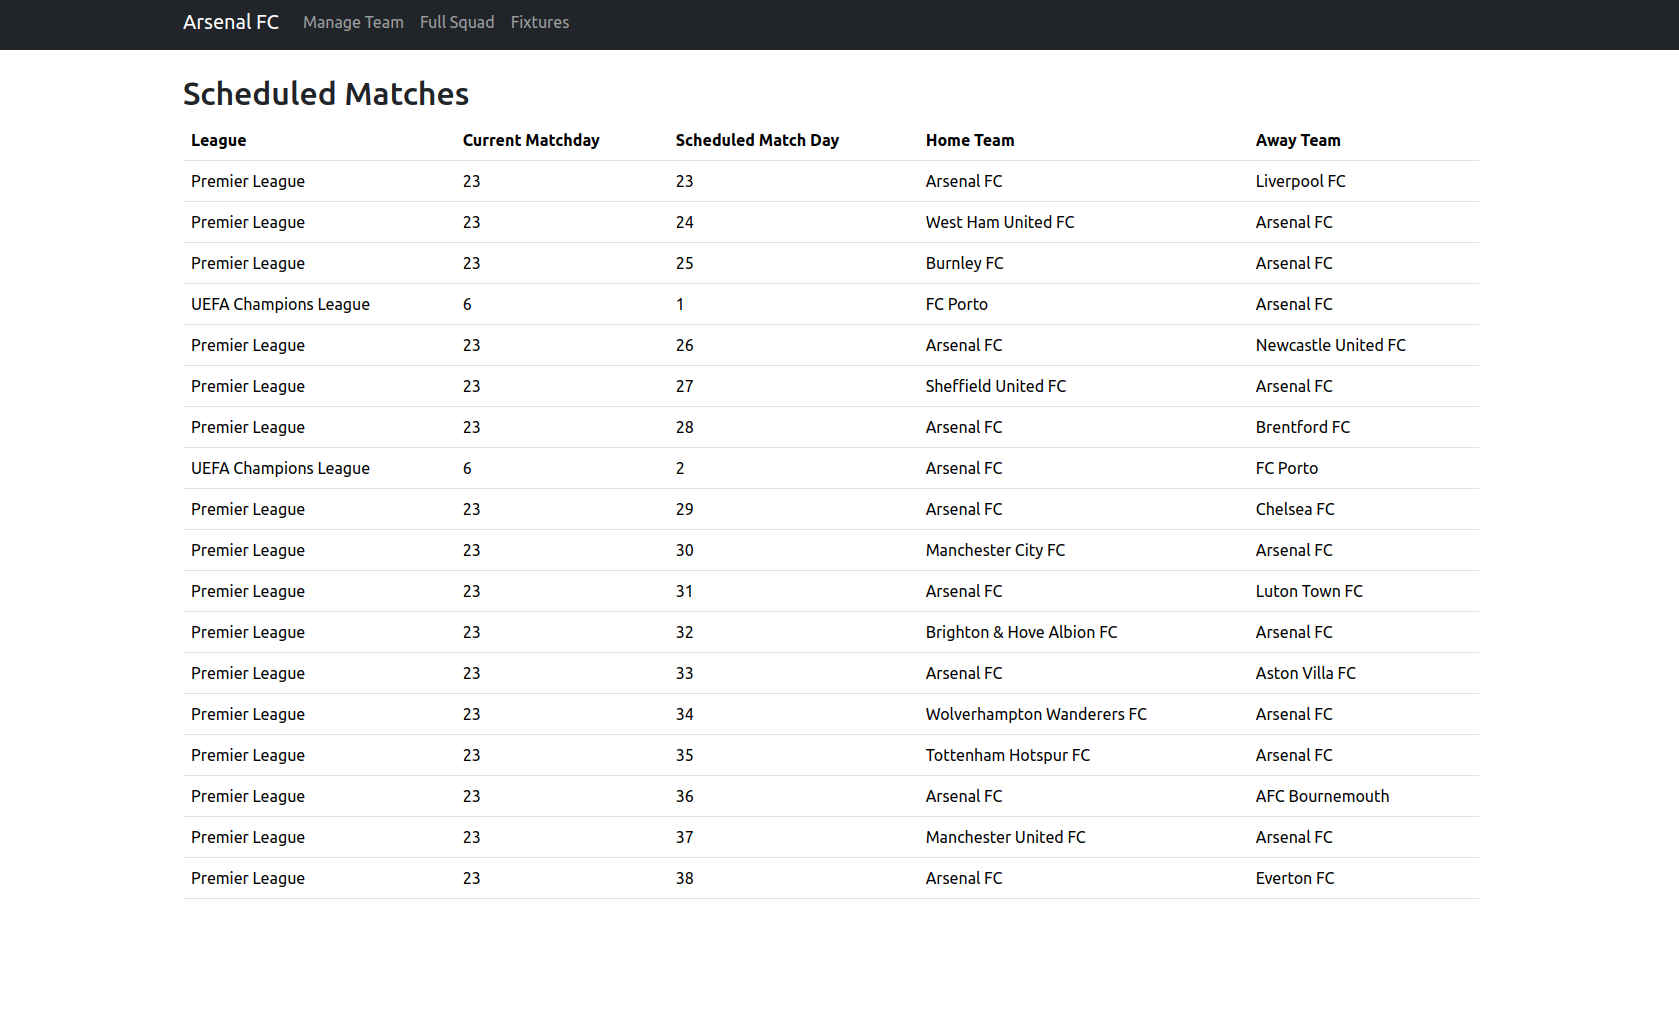 Arsenal FC Manage Team Full Squad Fixtures
Scheduled Matches
League Current Matchday Scheduled Match Day Home Team Away Team
Premier League 23 23 Arsenal FC Liverpool FC
Premier League 23 24 West Ham United FC Arsenal FC
Premier League 23 25 Burnley FC Arsenal FC
UEFA Champions League 6 1 FC Porto Arsenal FC
Premier League 23 26 Arsenal FC Newcastle United FC
Premier League 23 27 Sheffield United FC Arsenal FC
Premier League 23 28 Arsenal FC Brentford FC
UEFA Champions League 6 2 Arsenal FC FC Porto
Premier League 23 29 Arsenal FC Chelsea FC
Premier League 23 30 Manchester City FC Arsenal FC
Premier League 23 31 Arsenal FC Luton Town FC
Premier League 23 32 Brighton & Hove Albion FC Arsenal FC
Premier League 23 33 Arsenal FC Aston Villa FC
Premier League 23 34 Wolverhampton Wanderers FC Arsenal FC
Premier League 23 35 Tottenham Hotspur FC Arsenal FC
Premier League 23 36 Arsenal FC AFC Bournemouth
Premier League 23 37 Manchester United FC Arsenal FC
Premier League 23 38 Arsenal FC Everton FC